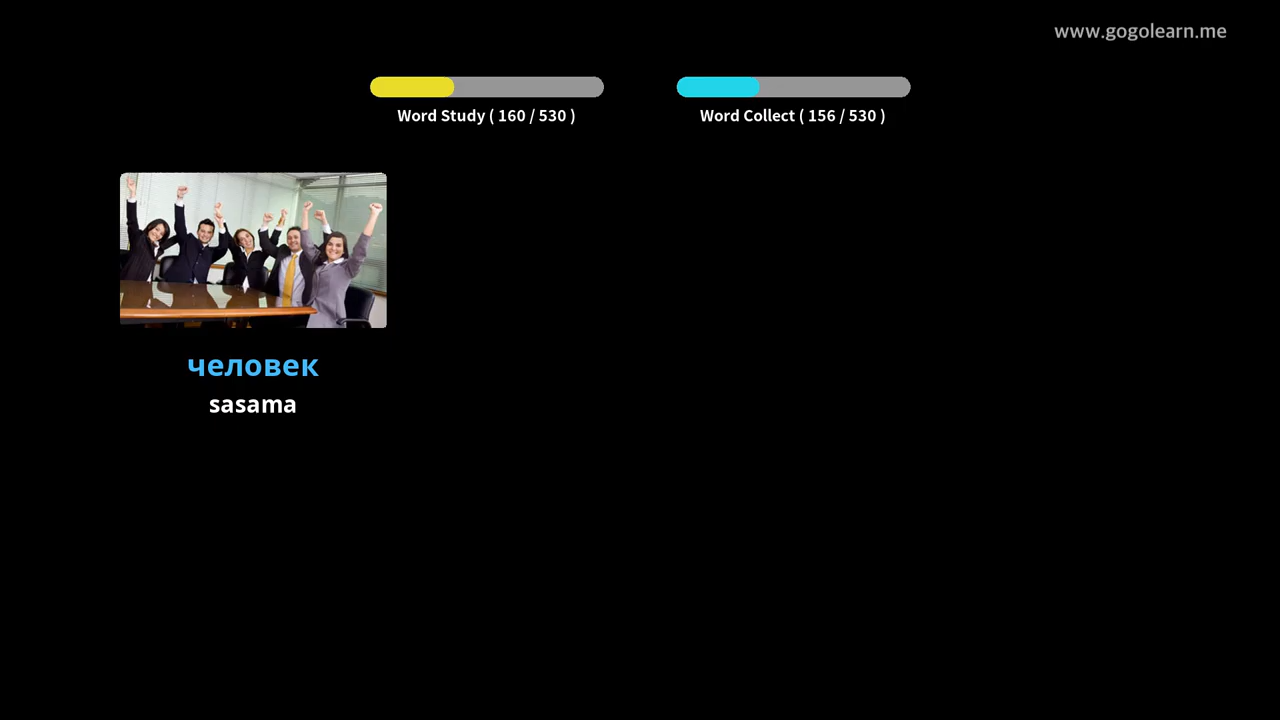 www.gogolearn.me
Word Study ( 160 / 530 )
Word Collect ( 156 / 530 )
человек
sasama